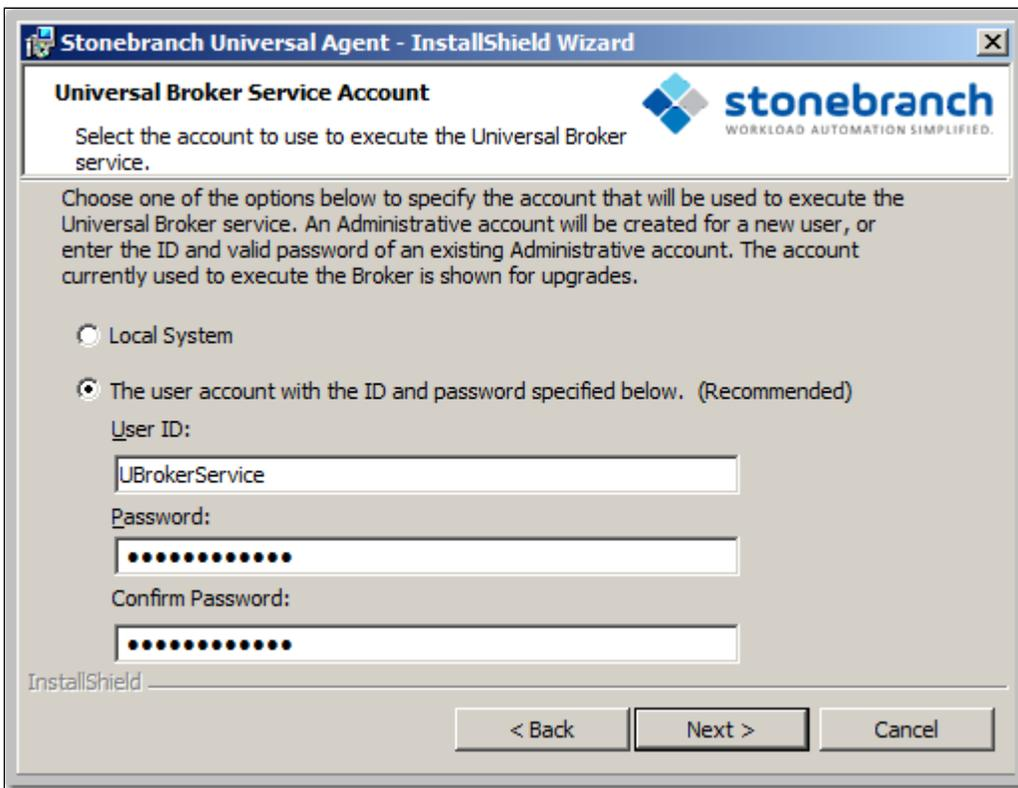 Stonebranch Universal Agent - InstallShield Wizard
Universal Broker Service Account
Select the account to use to execute the Universal Broker
service.
stonebranch
WORKLOAD AUTOMATION SIMPLIFIED.
Choose one of the options below to specify the account that will be used to execute the
Universal Broker service. An Administrative account will be created for a new user, or
enter the ID and valid password of an existing Administrative account. The account
currently used to execute the Broker is shown for upgrades.
Local System
The user account with the ID and password specified below. (Recommended)
User ID:
UBrokerService
Password:
••••••••••••
Confirm Password:
••••••••••••
InstallShield
< Back
Next >
Cancel